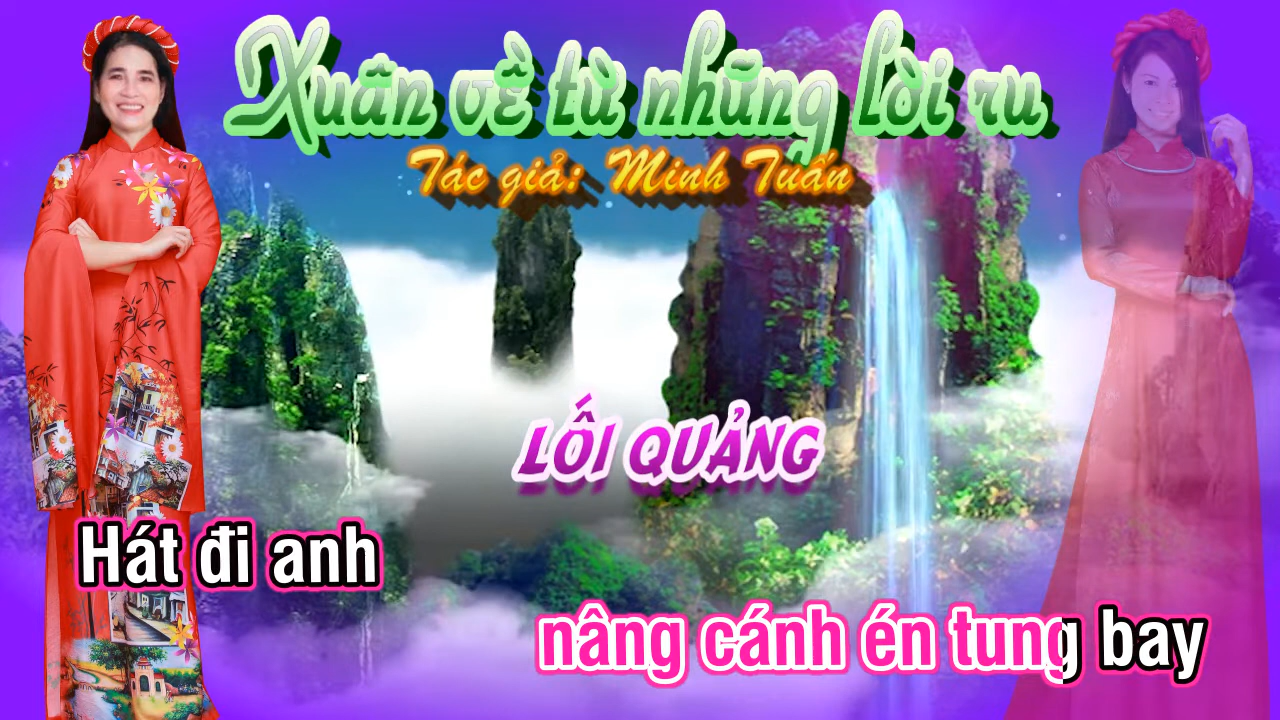 Xuân về từ những lời ru
Tác giả: Minh Tuấn
LỐI QUẢNG
Hát đi anh
nâng cánh én tung bay